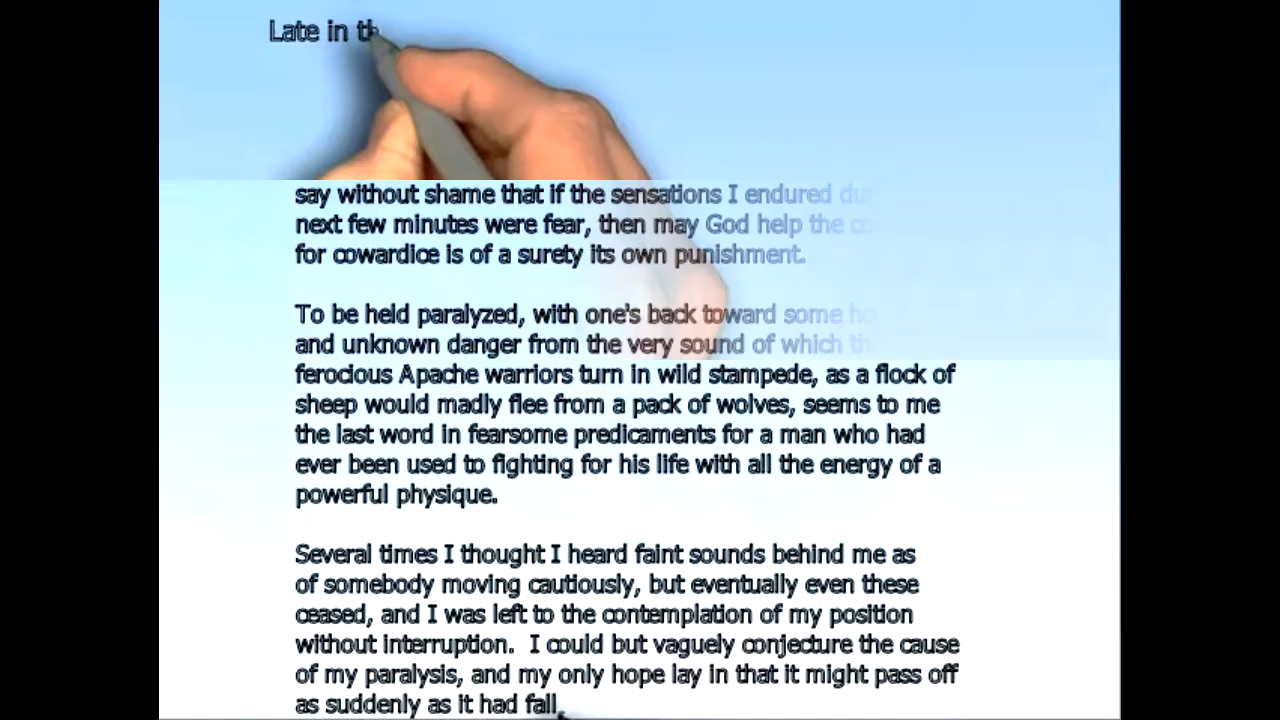 Late in th
say without shame that if the sensations I endured du
next few minutes were fear, then may God help the co
for cowardice is of a surety its own punishment.
To be held paralyzed, with one's back toward some ho
and unknown danger from the very sound of which th
ferocious Apache warriors turn in wild stampede, as a flock of
sheep would madly flee from a pack of wolves, seems to me
the last word in fearsome predicaments for a man who had
ever been used to fighting for his life with all the energy of a
powerful physique.
Several times I thought I heard faint sounds behind me as
of somebody moving cautiously, but eventually even these
ceased, and I was left to the contemplation of my position
without interruption. I could but vaguely conjecture the cause
of my paralysis, and my only hope lay in that it might pass off
as suddenly as it had fall